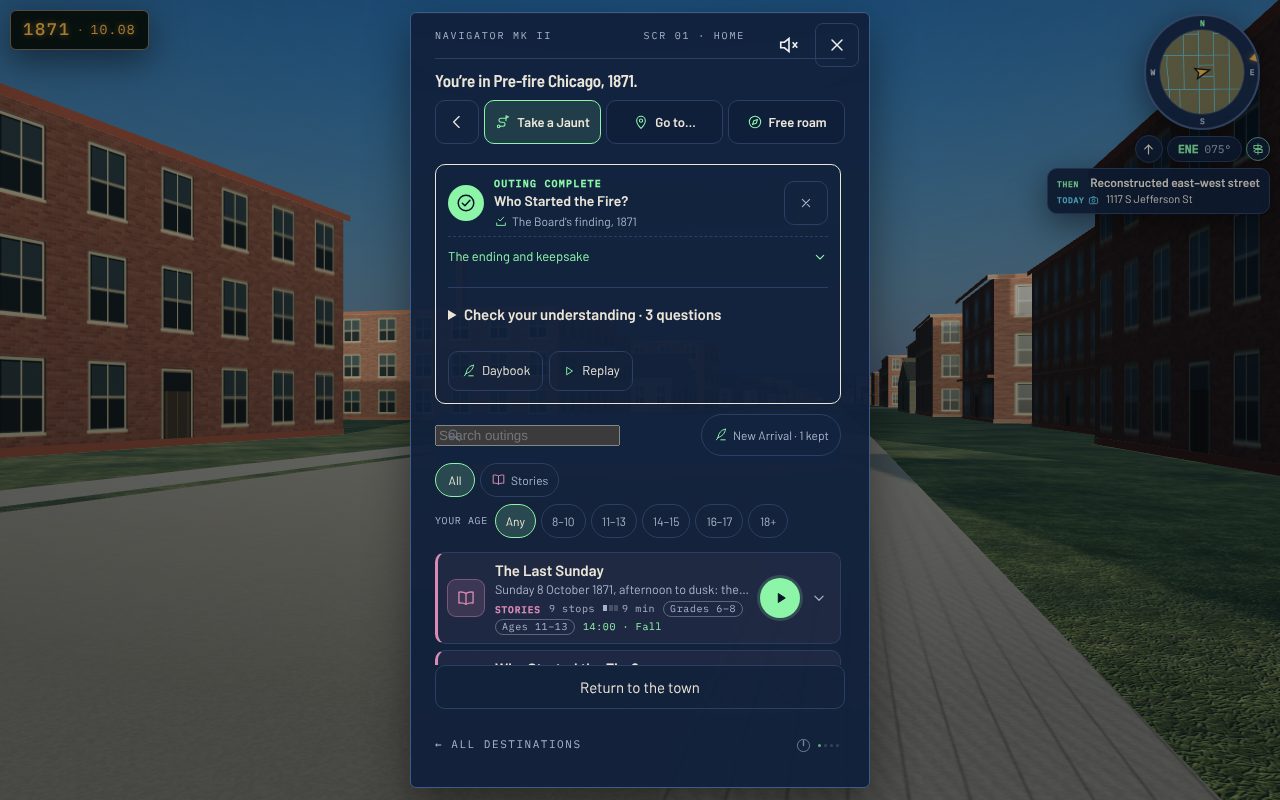 1871 · 10.08
NAVIGATOR MK II
SCR 01 · HOME
You're in Pre-fire Chicago, 1871.
Take a Jaunt
Go to...
Free roam
OUTING COMPLETE
Who Started the Fire?
The Board's finding, 1871
The ending and keepsake
Check your understanding · 3 questions
Daybook
Replay
Search outings
New Arrival · 1 kept
All
Stories
YOUR AGE
Any
8–10
11–13
14–15
16–17
18+
The Last Sunday
Sunday 8 October 1871, afternoon to dusk: the...
STORIES 9 stops 9 min Grades 6–8
Ages 11–13 14:00 · Fall
Return to the town
← ALL DESTINATIONS
N
W
E
S
ENE 075°
THEN Reconstructed east–west street
TODAY 1117 S Jefferson St